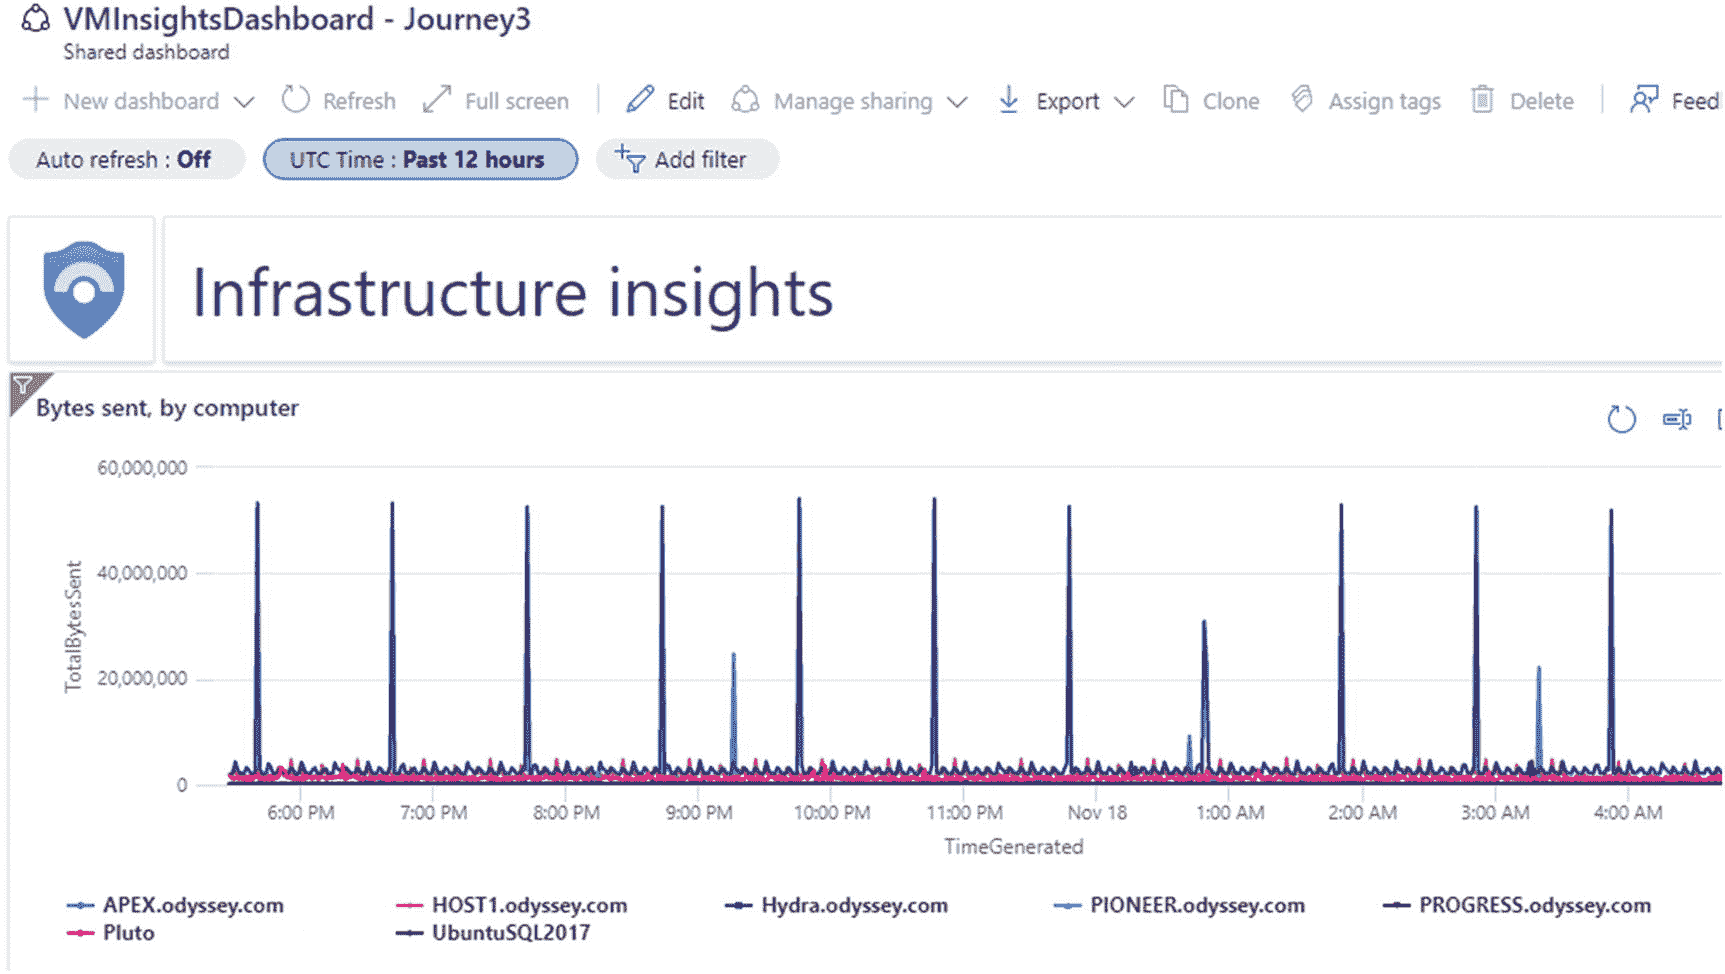 VMInsightsDashboard - Journey3
Shared dashboard
New dashboard Refresh Full screen Edit Manage sharing Export Clone Assign tags Delete Feed
Auto refresh : Off UTC Time : Past 12 hours Add filter
Infrastructure insights
Bytes sent, by computer
60,000,000
40,000,000
20,000,000
0
TotalBytesSent
6:00 PM 7:00 PM 8:00 PM 9:00 PM 10:00 PM 11:00 PM Nov 18 1:00 AM 2:00 AM 3:00 AM 4:00 AM
TimeGenerated
APEX.odyssey.com HOST1.odyssey.com Hydra.odyssey.com PIONEER.odyssey.com PROGRESS.odyssey.com
Pluto UbuntuSQL2017